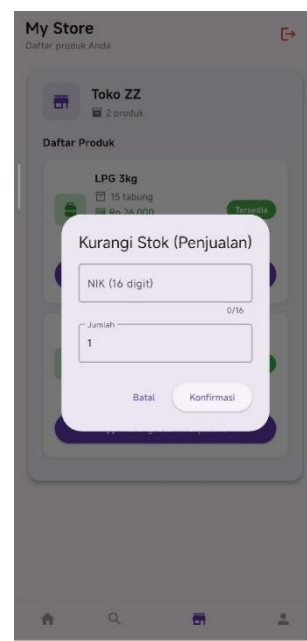 My Store
Daftar produk Anda
Toko ZZ
2 produk
Daftar Produk
LPG 3kg
15 tabung
Rp 26.000
Tersedia
Kurangi Stok (Penjualan)
NIK (16 digit)
0/16
Jumlah
1
Batal
Konfirmasi